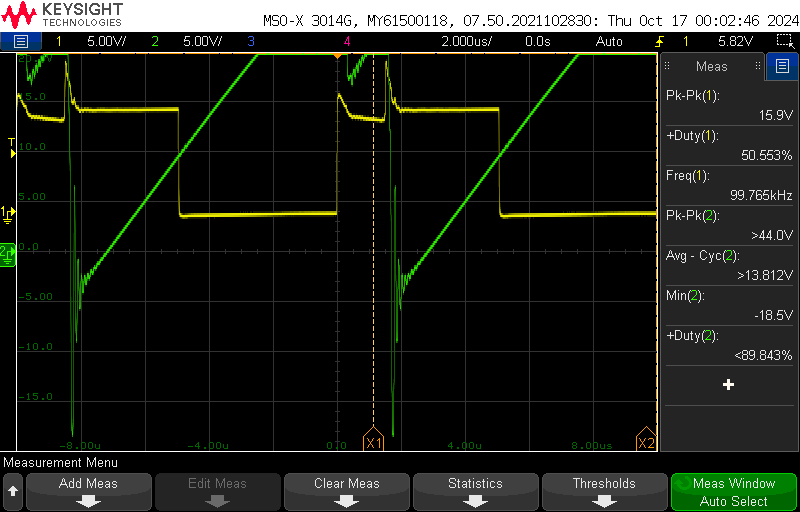 KEYSIGHT
TECHNOLOGIES
MSO-X 3014G, MY61500118, 07.50.2021102830: Thu Oct 17 00:02:46 2024
1 5.00V/ 2 5.00V/ 3 4 2.000us/ 0.0s Auto 1 5.82V
Meas
Pk-Pk(1):
15.9V
+Duty(1):
50.553%
Freq(1):
99.765kHz
Pk-Pk(2):
>44.0V
Avg - Cyc(2):
>13.812V
Min(2):
-18.5V
+Duty(2):
<89.843%
15.0
T
10.0
5.00
1
0.0
2
-5.00
-10.0
-15.0
-8.00u -4.00u 0.0 4.00u 8.00u
X1 X2
Measurement Menu
Add Meas
Edit Meas
Clear Meas
Statistics
Thresholds
Meas Window
Auto Select